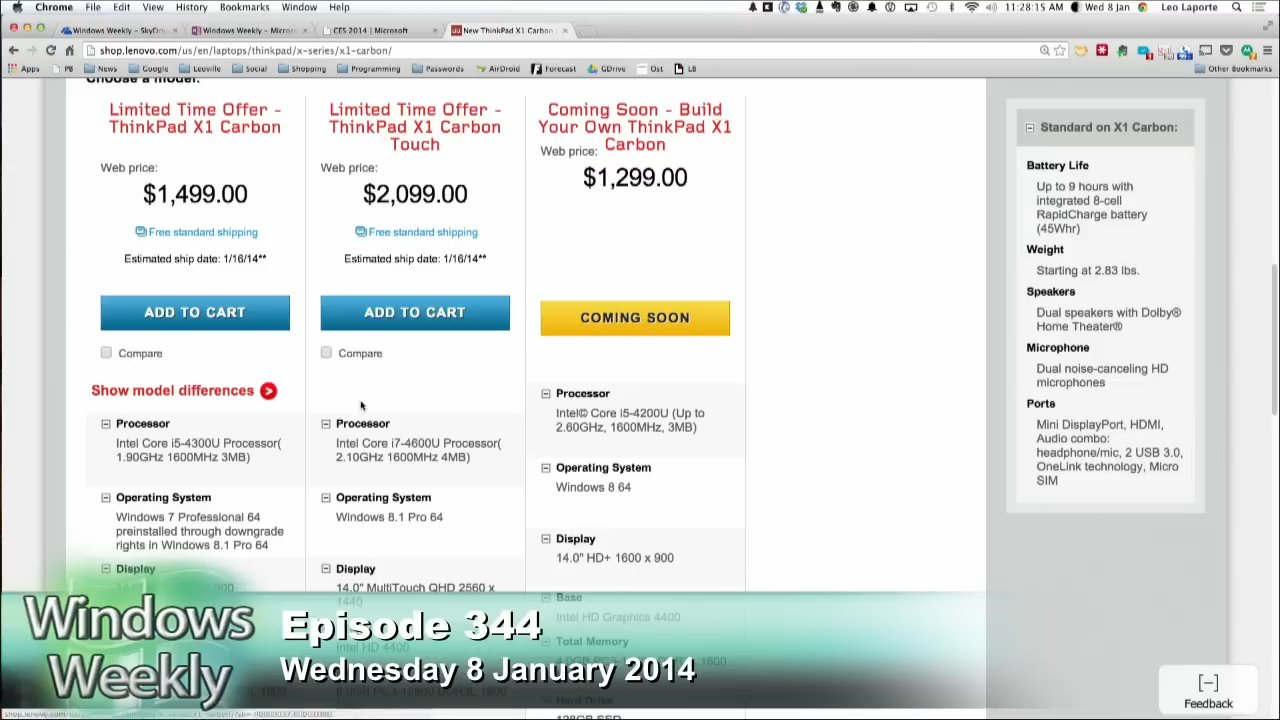 Chrome File Edit View History Bookmarks Window Help
11:28:15 AM Wed 8 Jan Leo Laporte
Windows Weekly – SkyDriv
Windows Weekly - Micros
CES 2014 | Microsoft
New ThinkPad X1 Carbon
shop.lenovo.com/us/en/laptops/thinkpad/x-series/x1-carbon/
Apps PB News Google Leoville Social Shopping Programming Passwords AirDroid Forecast GDrive Ost LB Other Bookmarks
Choose a model:
Limited Time Offer -
ThinkPad X1 Carbon
Web price:
$1,499.00
Free standard shipping
Estimated ship date: 1/16/14**
ADD TO CART
Compare
Show model differences
Processor
Intel Core i5-4300U Processor(
1.90GHz 1600MHz 3MB)
Operating System
Windows 7 Professional 64
preinstalled through downgrade
rights in Windows 8.1 Pro 64
Display
Limited Time Offer -
ThinkPad X1 Carbon
Touch
Web price:
$2,099.00
Free standard shipping
Estimated ship date: 1/16/14**
ADD TO CART
Compare
Processor
Intel Core i7-4600U Processor(
2.10GHz 1600MHz 4MB)
Operating System
Windows 8.1 Pro 64
Display
14.0" MultiTouch QHD 2560 x
1440
Intel HD 4400
Coming Soon - Build
Your Own ThinkPad X1
Carbon
Web price:
$1,299.00
COMING SOON
Processor
Intel© Core i5-4200U (Up to
2.60GHz, 1600MHz, 3MB)
Operating System
Windows 8 64
Display
14.0" HD+ 1600 x 900
Base
Intel HD Graphics 4400
Total Memory
Hard Drive
128GB SSD
Standard on X1 Carbon:
Battery Life
Up to 9 hours with
integrated 8-cell
RapidCharge battery
(45Whr)
Weight
Starting at 2.83 lbs.
Speakers
Dual speakers with Dolby®
Home Theater®
Microphone
Dual noise-canceling HD
microphones
Ports
Mini DisplayPort, HDMI,
Audio combo:
headphone/mic, 2 USB 3.0,
OneLink technology, Micro
SIM
Windows
Weekly
Episode 344
Wednesday 8 January 2014
[-]
Feedback